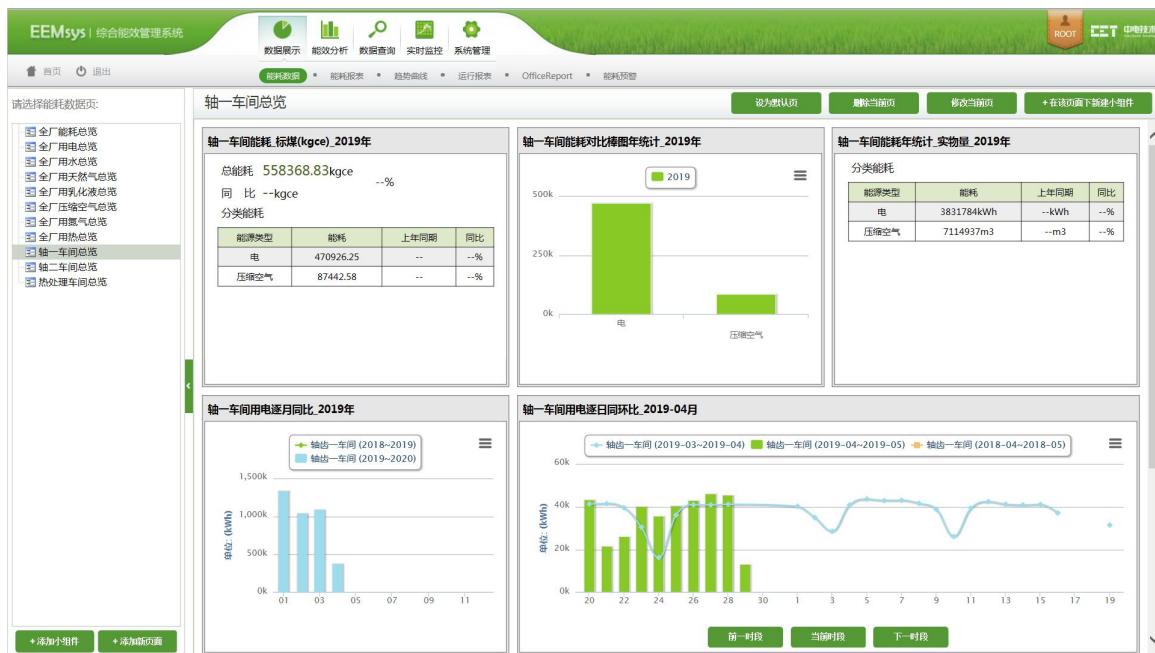 EEMsys | 综合能效管理系统
数据展示 能效分析 数据查询 实时监控 系统管理
ROOT
CET 中电技术
首页 退出
能耗数据 能耗报表 趋势曲线 运行报表 OfficeReport 能耗预警
请选择能耗数据页:
全厂能耗总览
全厂用电总览
全厂用水总览
全厂用天然气总览
全厂用乳化液总览
全厂压缩空气总览
全厂用氮气总览
全厂用热总览
轴一车间总览
轴二车间总览
热处理车间总览
+添加小组件 +添加新页面
轴一车间总览
设为默认页 删除当前页 修改当前页 +在该页面下新建小组件
轴一车间能耗_标煤(kgce)_2019年
总能耗 558368.83kgce
--%
同 比 --kgce
分类能耗
能源类型 能耗 上年同期 同比
电 470926.25 -- --%
压缩空气 87442.58 -- --%
轴一车间能耗对比棒图年统计_2019年
2019
500k
250k
0k
电
压缩空气
轴一车间能耗年统计_实物量_2019年
分类能耗
能源类型 能耗 上年同期 同比
电 3831784kWh --kWh --%
压缩空气 7114937m3 --m3 --%
轴一车间用电逐月同比_2019年
轴齿一车间 (2018~2019)
轴齿一车间 (2019~2020)
单位: (kWh)
1,500k
1,000k
500k
0k
01 03 05 07 09 11
轴一车间用电逐日同环比_2019-04月
轴齿一车间 (2019-03~2019-04) 轴齿一车间 (2019-04~2019-05) 轴齿一车间 (2018-04~2018-05)
单位: (kWh)
60k
40k
20k
0k
20 22 24 26 28 30 1 3 5 7 9 11 13 15 17 19
前一时段 当前时段 下一时段